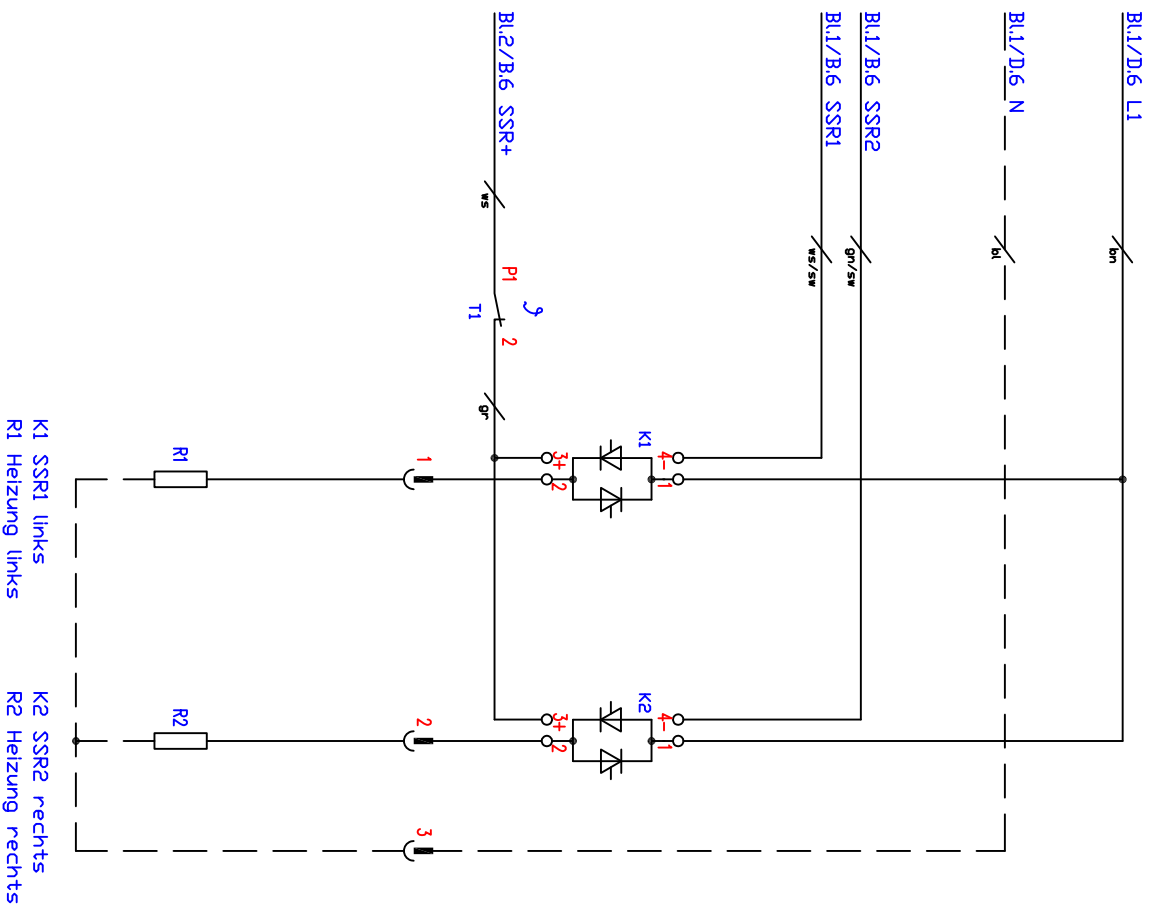 Bl.1/D.6 L1
bn
Bl.1/D.6 N
bl
Bl.1/B.6 SSR2
gn/sw
Bl.1/B.6 SSR1
ws/sw
4-
1
K1
3+
2
4-
1
K2
3+
2
Bl.2/B.6 SSR+
ws
P1
ϑ
T1
2
gr
1
2
3
R1
R2
K1 SSR1 links
R1 Heizung links
K2 SSR2 rechts
R2 Heizung rechts